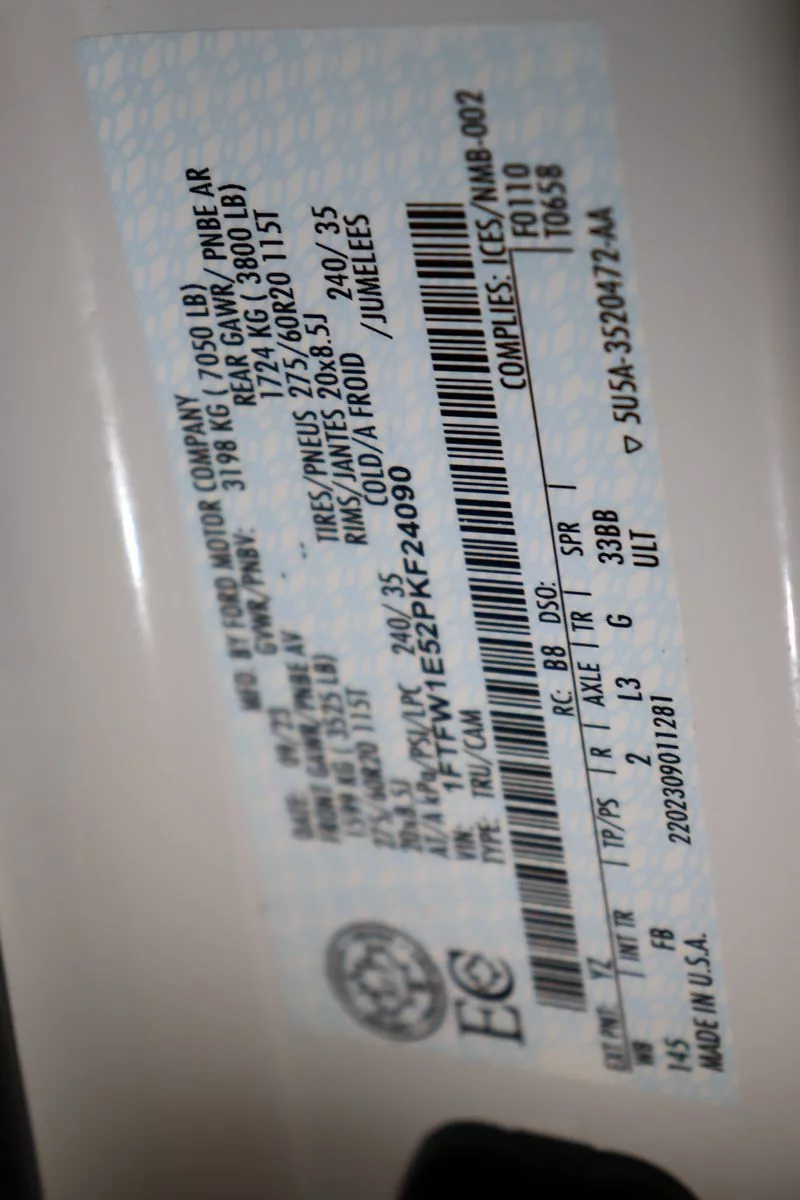 MFD. BY FORD MOTOR COMPANY
DATE: 09/23 GVWR/PNBV: 3198 KG ( 7050 LB)
FRONT GAWR/PNBE AV REAR GAWR/ PNBE AR
1599 KG ( 3525 LB) 1724 KG ( 3800 LB)
275/60R20 115T TIRES/PNEUS 275/60R20 115T
20x8.5J RIMS/JANTES 20x8.5J
AT/A kPa/PSI/LPC 240/ 35 COLD/A FROID 240/ 35
VIN: 1FTFW1E52PKF24090 /JUMELEES
TYPE: TRU/CAM
COMPLIES: ICES/NMB-002
EXT PNT: YZ RC: B8 DSO: F0110
WB INT TR TP/PS R AXLE TR SPR T0658
145 FB 2 L3 G 33BB
2202309011281 ULT
MADE IN U.S.A. ▽ 5U5A-3520472-AA
EC